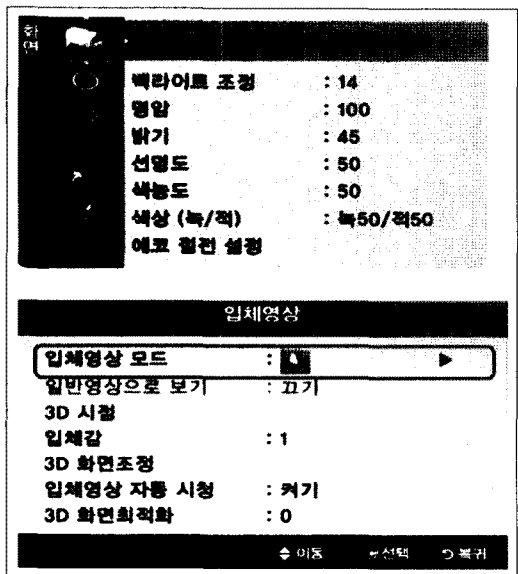 화면
백라이트 조정 : 14
명암 : 100
밝기 : 45
선명도 : 50
색농도 : 50
색상 (녹/적) : 녹50/적50
에코 절전 설정
입체영상
입체영상 모드 :
일반영상으로 보기 : 끄기
3D 시점
입체감 : 1
3D 화면조정
입체영상 자동 시청 : 켜기
3D 화면최적화 : 0
이동 선택 복귀